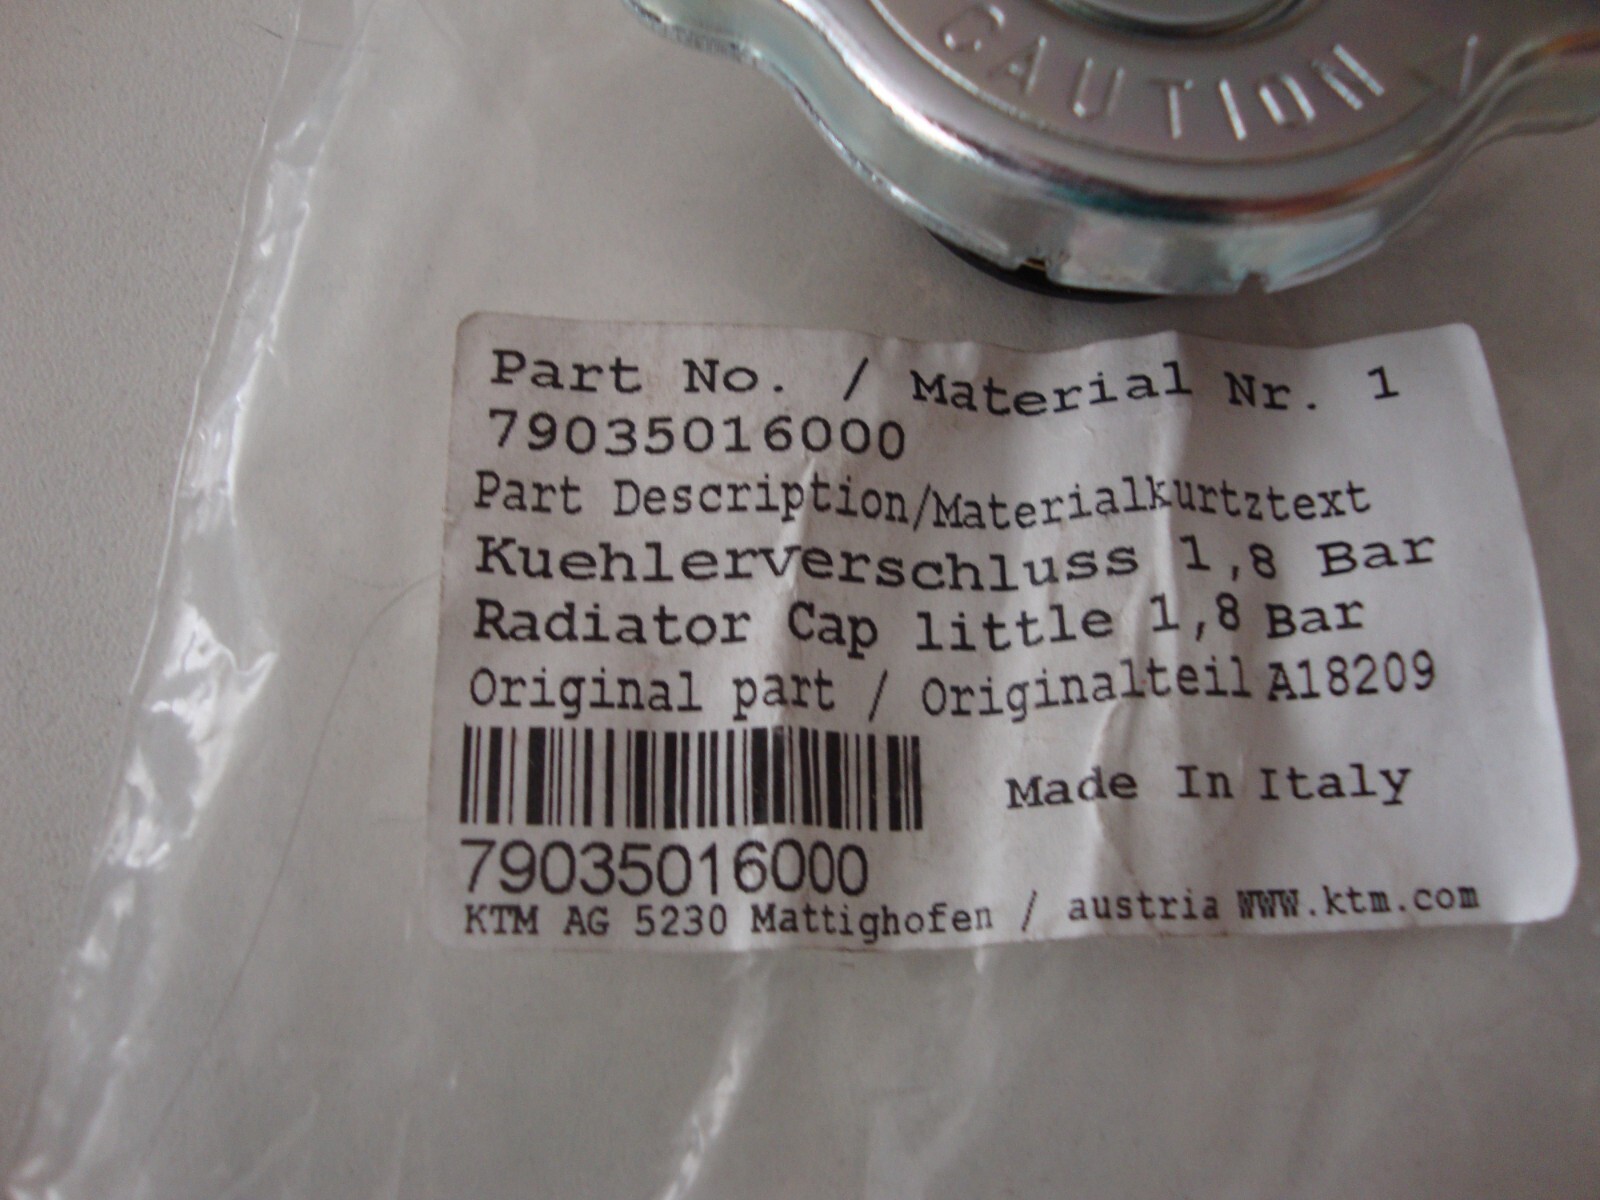 CAUTION
Part No. / Material Nr. 1
79035016000
Part Description/Materialkurtztext
Kuehlerverschluss 1,8 Bar
Radiator Cap little 1,8 Bar
Original part / Originalteil A18209
Made In Italy
79035016000
KTM AG 5230 Mattighofen / austria WWW.ktm.com